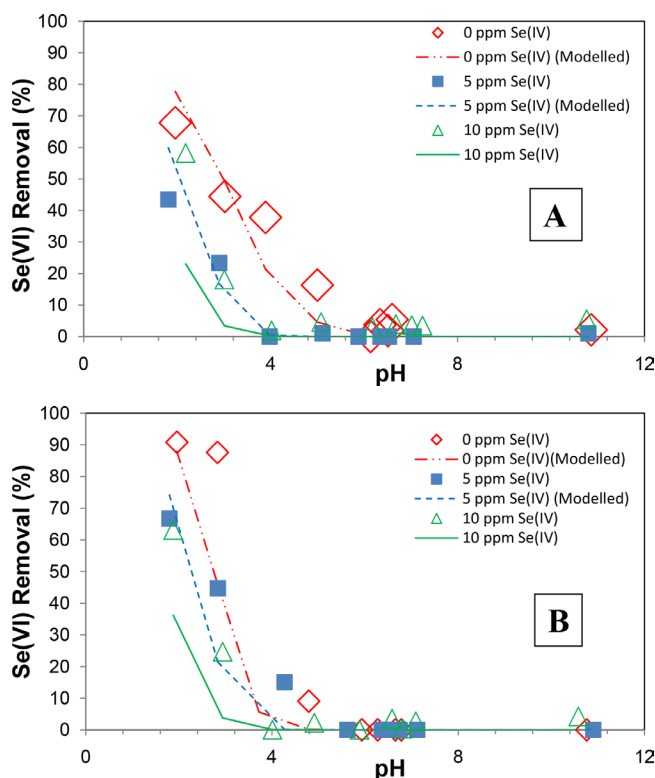 100
90
80
70
60
50
40
30
20
10
0
Se(VI) Removal (%)
0 ppm Se(IV)
0 ppm Se(IV) (Modelled)
5 ppm Se(IV)
5 ppm Se(IV) (Modelled)
10 ppm Se(IV)
10 ppm Se(IV)
A
0 4 8 12
pH
100
90
80
70
60
50
40
30
20
10
0
Se(VI) Removal (%)
0 ppm Se(IV)
0 ppm Se(IV)(Modelled)
5 ppm Se(IV)
5 ppm Se(IV) (Modelled)
10 ppm Se(IV)
10 ppm Se(IV)
B
0 4 8 12
pH